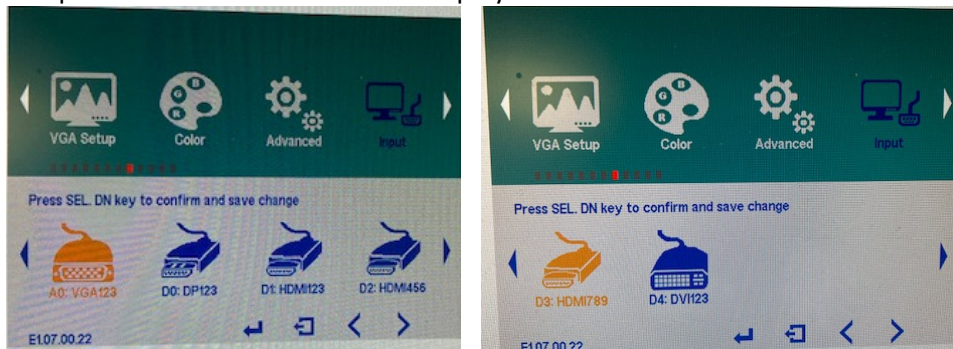 VGA Setup Color Advanced Input
Press SEL. DN key to confirm and save change
A0: VGA123 D0: DP123 D1: HDMI123 D2: HDMI456
E1.07.00.22
VGA Setup Color Advanced Input
Press SEL. DN key to confirm and save change
D3: HDMI789 D4: DVI123
E1.07.00.22